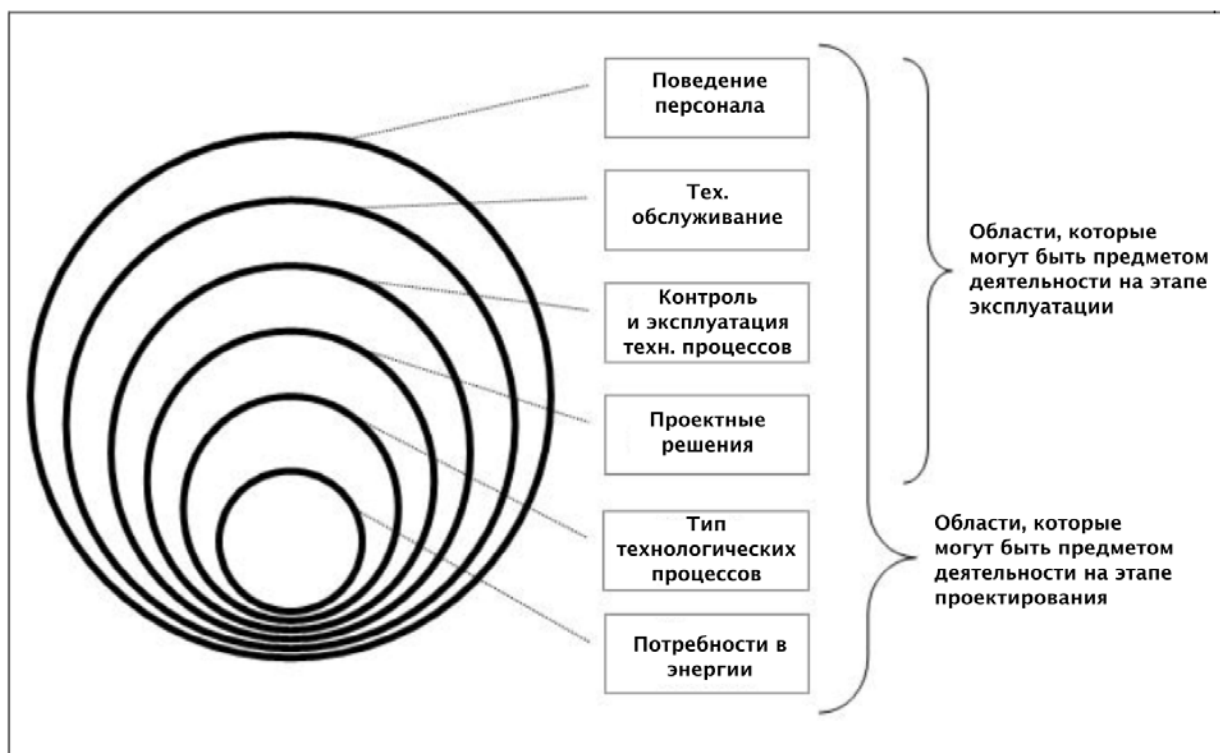 Поведение
персонала
Тех.
обслуживание
Контроль
и эксплуатация
техн. процессов
Проектные
решения
Тип
технологических
процессов
Потребности в
энергии
Области, которые
могут быть предметом
деятельности на этапе
эксплуатации
Области, которые
могут быть предметом
деятельности на этапе
проектирования